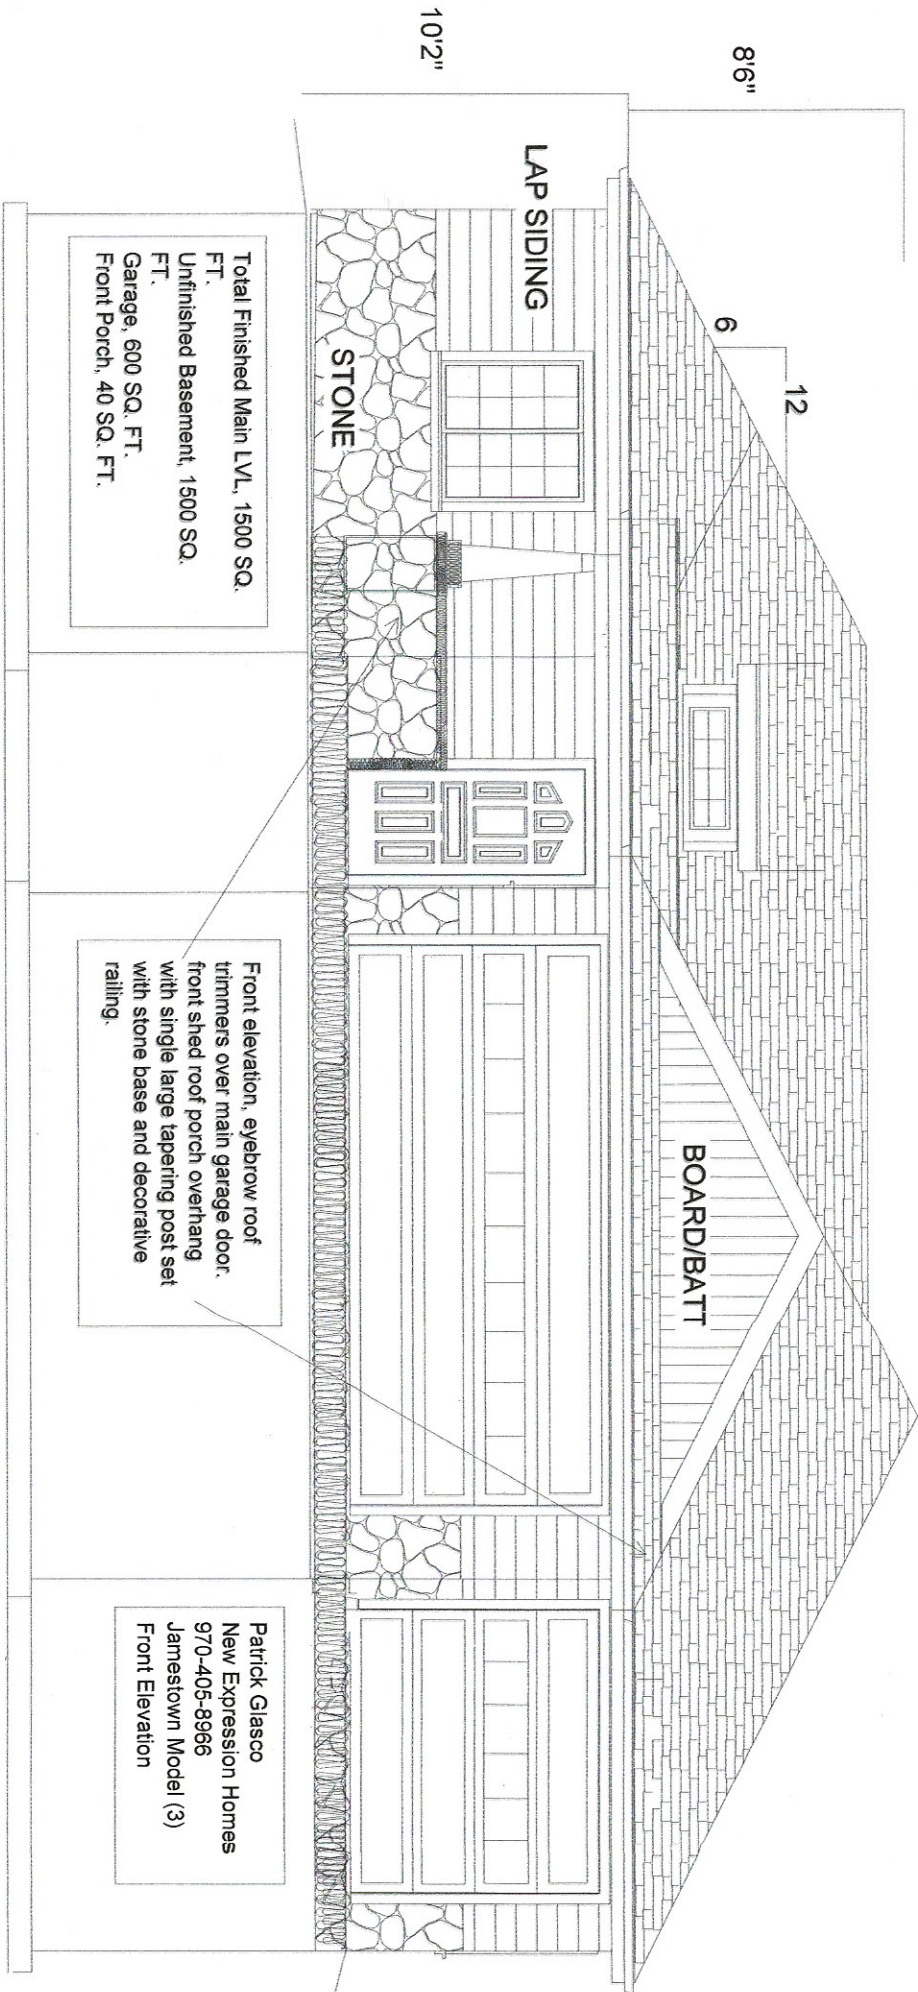 8'6"
10'2"
6
12
LAP SIDING
STONE
BOARD/BATT
Total Finished Main LVL, 1500 SQ.
FT.
Unfinished Basement, 1500 SQ.
FT.
Garage, 600 SQ. FT.
Front Porch, 40 SQ. FT.
Front elevation, eyebrow roof
trimmers over main garage door.
front shed roof porch overhang
with single large tapering post set
with stone base and decorative
railing.
Patrick Glasco
New Expression Homes
970-405-8966
Jamestown Model (3)
Front Elevation